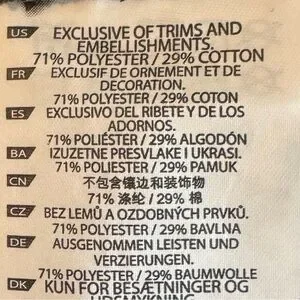 US EXCLUSIVE OF TRIMS AND
EMBELLISHMENTS.
71% POLYESTER / 29% COTTON
FR EXCLUSIF DE ORNEMENT ET DE
DECORATION.
71% POLYESTER / 29% COTON
ES EXCLUSIVO DEL RIBETE Y DE LOS
ADORNOS.
71% POLIÉSTER / 29% ALGODÓN
BA IZUZETNE PRESVLAKE I UKRASI.
71% POLIESTER / 29% PAMUK
CN 不包含镶边和装饰物
71% 涤纶 / 29% 棉
CZ BEZ LEMŮ A OZDOBNÝCH PRVKŮ.
71% POLYESTER / 29% BAVLNA
DE AUSGENOMMEN LEISTEN UND
VERZIERUNGEN.
71% POLYESTER / 29% BAUMWOLLE
DK KUN FOR BESÆTNINGER OG
UDSMYKNING